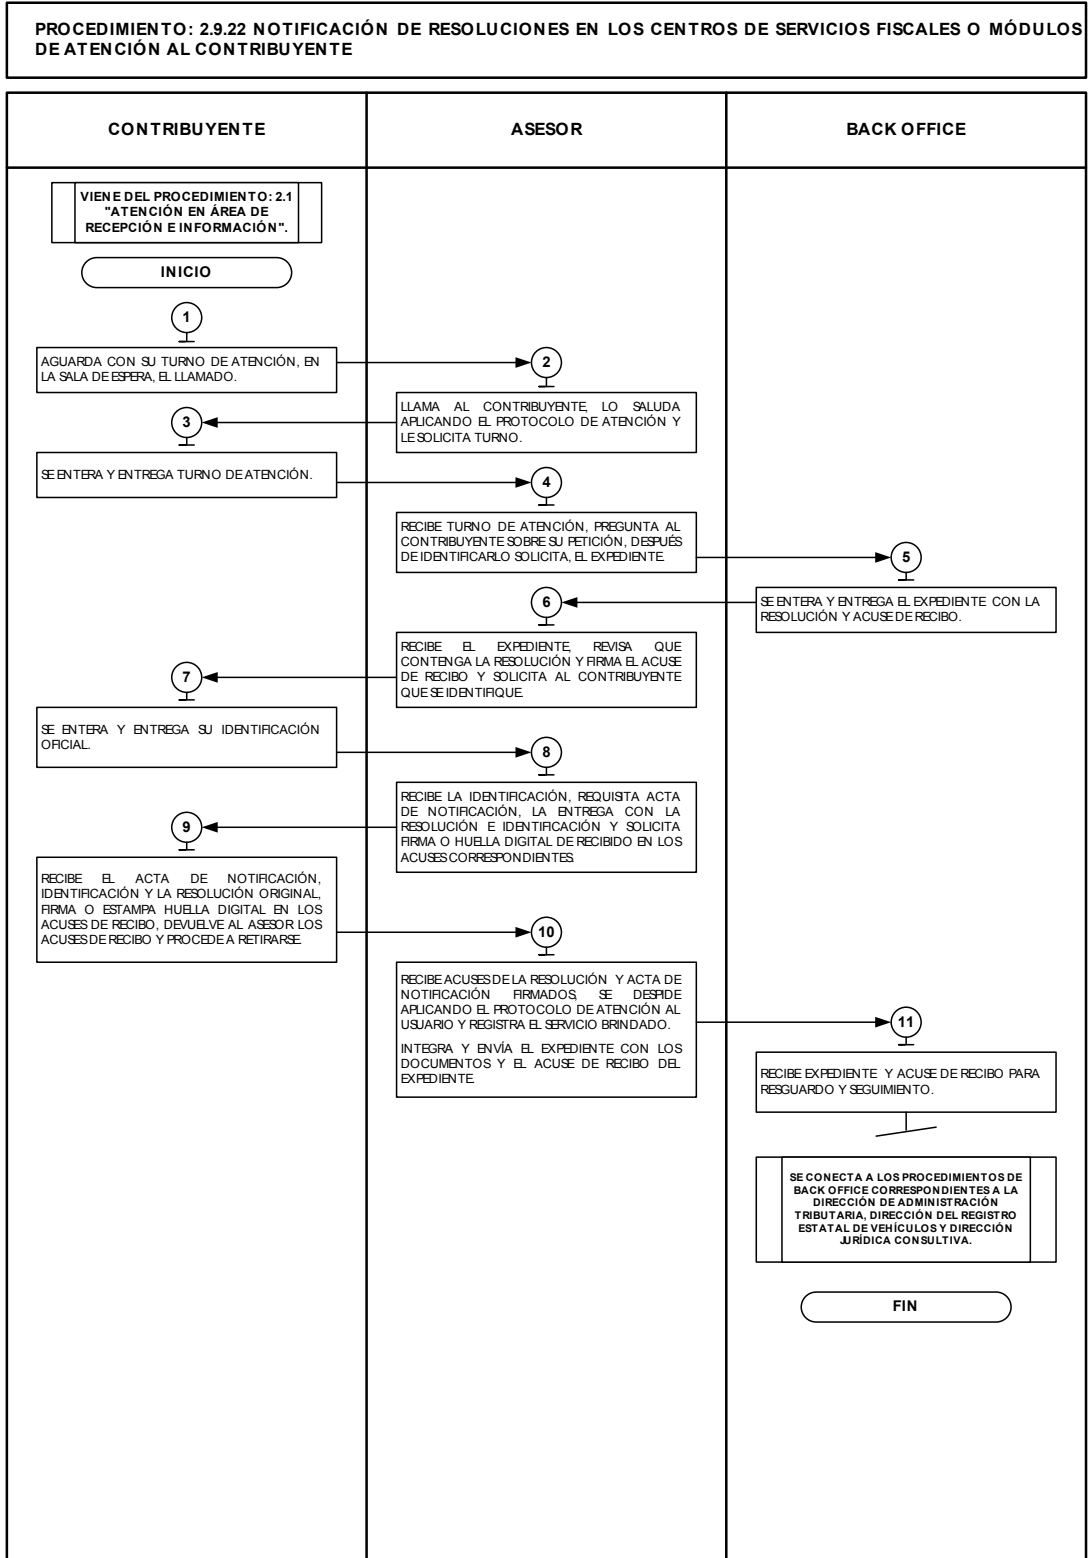 PROCEDIMIENTO: 2.9.22 NOTIFICACIÓN DE RESOLUCIONES EN LOS CENTROS DE SERVICIOS FISCALES O MÓDULOS
DE ATENCIÓN AL CONTRIBUYENTE
CONTRIBUYENTE
ASESOR
BACK OFFICE
VIENE DEL PROCEDIMIENTO: 2.1
"ATENCIÓN EN ÁREA DE
RECEPCIÓN E INFORMACIÓN".
INICIO
1
AGUARDA CON SU TURNO DE ATENCIÓN, EN
LA SALA DE ESPERA, EL LLAMADO.
2
LLAMA AL CONTRIBUYENTE, LO SALUDA
APLICANDO EL PROTOCOLO DE ATENCIÓN Y
LE SOLICITA TURNO.
3
SE ENTERA Y ENTREGA TURNO DE ATENCIÓN.
4
RECIBE TURNO DE ATENCIÓN, PREGUNTA AL
CONTRIBUYENTE SOBRE SU PETICIÓN, DESPUÉS
DE IDENTIFICARLO SOLICITA, EL EXPEDIENTE.
5
SE ENTERA Y ENTREGA EL EXPEDIENTE CON LA
RESOLUCIÓN Y ACUSE DE RECIBO.
6
RECIBE EL EXPEDIENTE, REVISA QUE
CONTENGA LA RESOLUCIÓN Y FIRMA EL ACUSE
DE RECIBO Y SOLICITA AL CONTRIBUYENTE
QUE SE IDENTIFIQUE.
7
SE ENTERA Y ENTREGA SU IDENTIFICACIÓN
OFICIAL.
8
RECIBE LA IDENTIFICACIÓN, REQUISITA ACTA
DE NOTIFICACIÓN, LA ENTREGA CON LA
RESOLUCIÓN E IDENTIFICACIÓN Y SOLICITA
FIRMA O HUELLA DIGITAL DE RECIBIDO EN LOS
ACUSES CORRESPONDIENTES.
9
RECIBE EL ACTA DE NOTIFICACIÓN,
IDENTIFICACIÓN Y LA RESOLUCIÓN ORIGINAL,
FIRMA O ESTAMPA HUELLA DIGITAL EN LOS
ACUSES DE RECIBO, DEVUELVE AL ASESOR LOS
ACUSES DE RECIBO Y PROCEDE A RETIRARSE.
10
RECIBE ACUSES DE LA RESOLUCIÓN Y ACTA DE
NOTIFICACIÓN FIRMADOS, SE DESPIDE
APLICANDO EL PROTOCOLO DE ATENCIÓN AL
USUARIO Y REGISTRA EL SERVICIO BRINDADO.
INTEGRA Y ENVÍA EL EXPEDIENTE CON LOS
DOCUMENTOS Y EL ACUSE DE RECIBO DEL
EXPEDIENTE.
11
RECIBE EXPEDIENTE Y ACUSE DE RECIBO PARA
RESGUARDO Y SEGUIMIENTO.
SE CONECTA A LOS PROCEDIMIENTOS DE
BACK OFFICE CORRESPONDIENTES A LA
DIRECCIÓN DE ADMINISTRACIÓN
TRIBUTARIA, DIRECCIÓN DEL REGISTRO
ESTATAL DE VEHÍCULOS Y DIRECCIÓN
JURÍDICA CONSULTIVA.
FIN